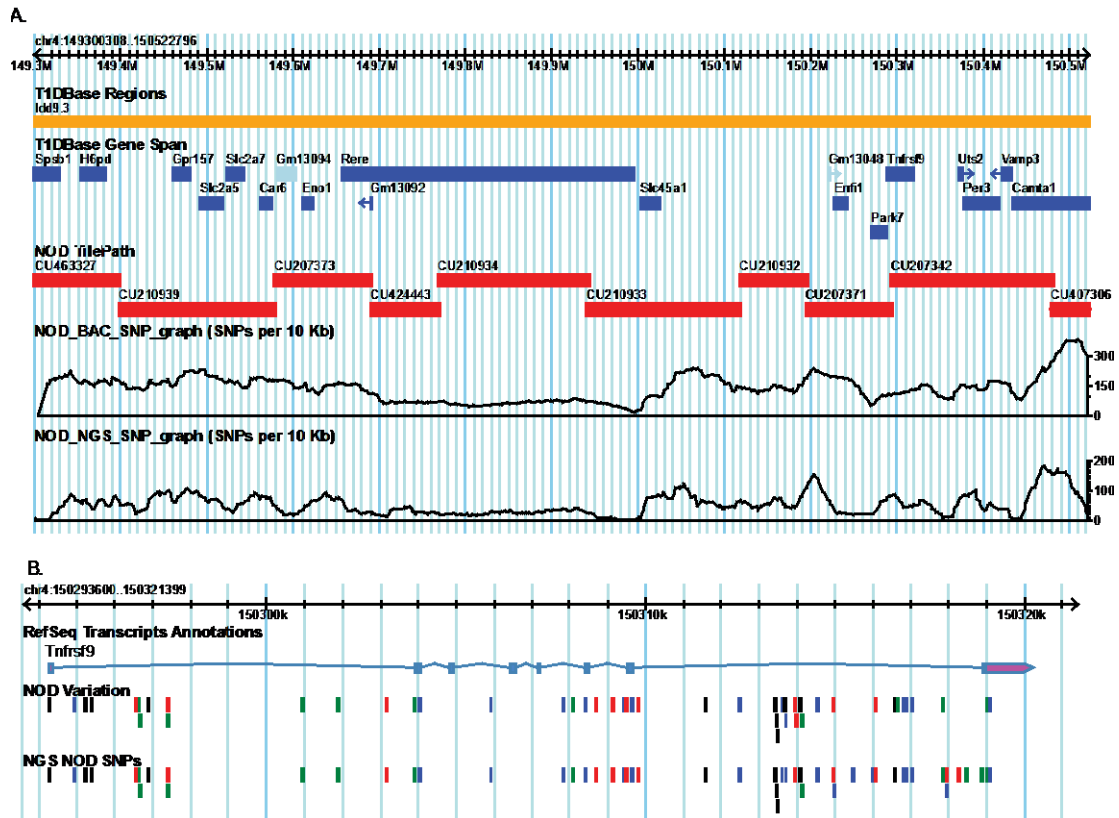 A.
chr4:149300308..150522796
149.3M 149.4M 149.5M 149.6M 149.7M 149.8M 149.9M 150M 150.1M 150.2M 150.3M 150.4M 150.5M
T1DBase Regions
Idd9.3
T1DBase Gene Span
Spsb1 H6pd Gpr157 Slc2a7 Gm13094 Rere Gm13048 Tnfrsf9 Uts2 Vamp3
Slc2a5 Car6 Eno1 Gm13092 Slc45a1 Errfi1 Per3 Camta1
Park7
NOD TilePath
CU463327 CU207373 CU210934 CU210932 CU207342
CU210939 CU424443 CU210933 CU207371 CU407306
NOD_BAC_SNP_graph (SNPs per 10 Kb)
300
150
0
NOD_NGS_SNP_graph (SNPs per 10 Kb)
200
100
0
B.
chr4:150293600..150321399
150300k 150310k 150320k
RefSeq Transcripts Annotations
Tnfrsf9
NOD Variation
NGS NOD SNPs